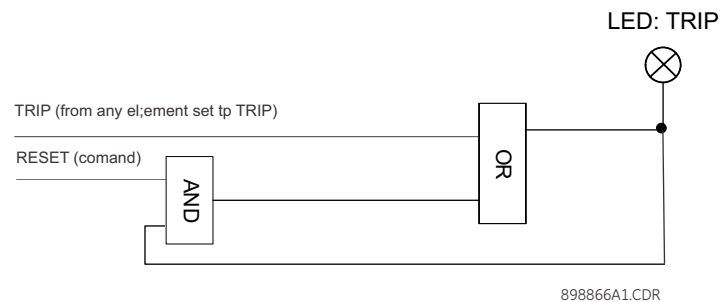 LED: TRIP
TRIP (from any el;ement set tp TRIP)
RESET (comand)
AND
OR
898866A1.CDR